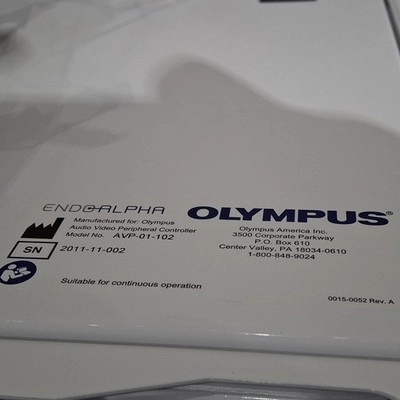 ENDOALPHA
OLYMPUS®
Manufactured for: Olympus
Audio Video Peripheral Controller
Model No. AVP-01-102
SN 2011-11-002
Olympus America Inc.
3500 Corporate Parkway
P.O. Box 610
Center Valley, PA 18034-0610
1-800-848-9024
0015-0052 Rev. A
Suitable for continuous operation